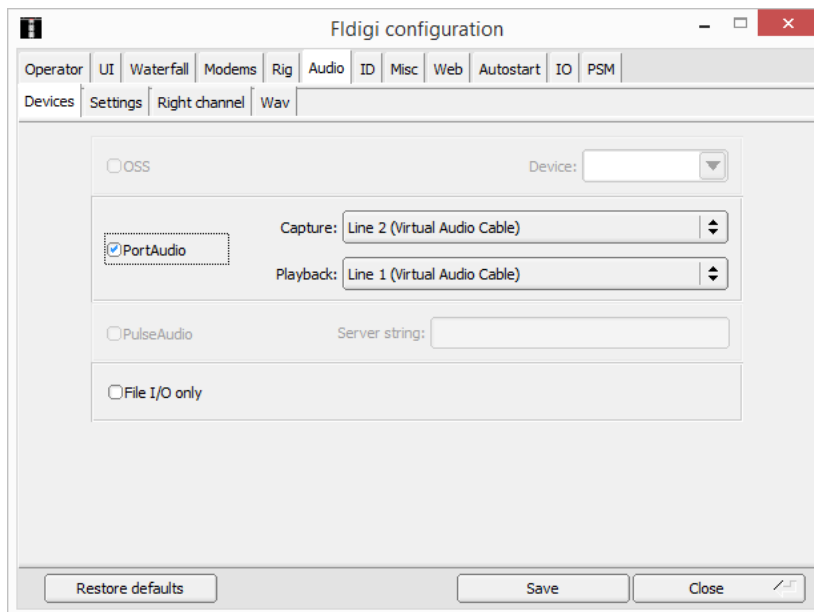 Fldigi configuration
Operator UI Waterfall Modems Rig Audio ID Misc Web Autostart IO PSM
Devices Settings Right channel Wav
OSS Device:
Capture: Line 2 (Virtual Audio Cable)
PortAudio
Playback: Line 1 (Virtual Audio Cable)
PulseAudio Server string:
File I/O only
Restore defaults Save Close